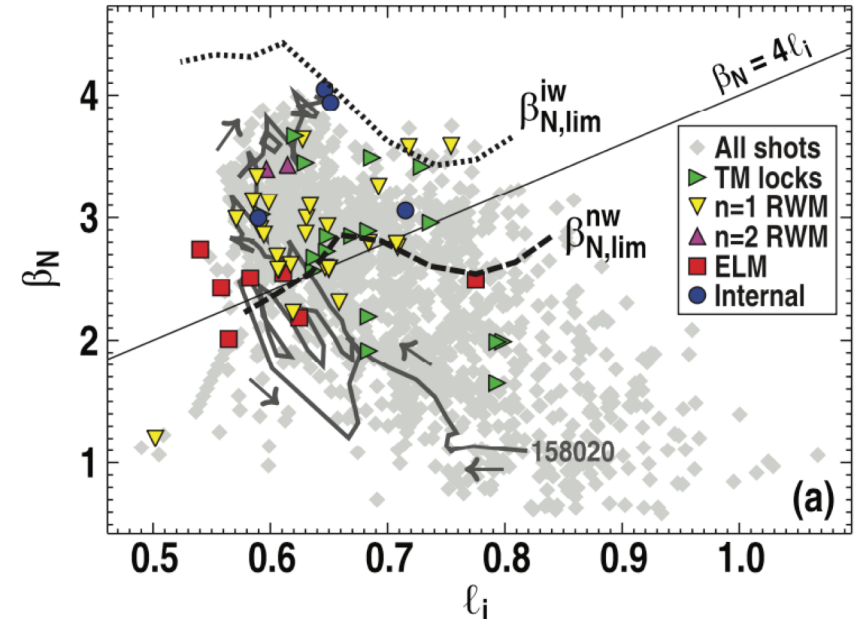 4
3
2
1
β_N
0.5 0.6 0.7 0.8 0.9 1.0
ℓ_i
β_N = 4ℓ_i
β_N,lim^iw
β_N,lim^nw
All shots
TM locks
n=1 RWM
n=2 RWM
ELM
Internal
158020
(a)